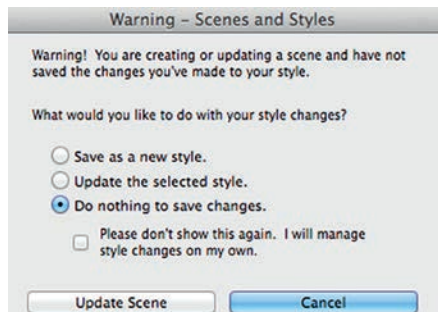 Warning – Scenes and Styles
Warning! You are creating or updating a scene and have not
saved the changes you've made to your style.
What would you like to do with your style changes?
Save as a new style.
Update the selected style.
Do nothing to save changes.
Please don't show this again. I will manage
style changes on my own.
Update Scene Cancel